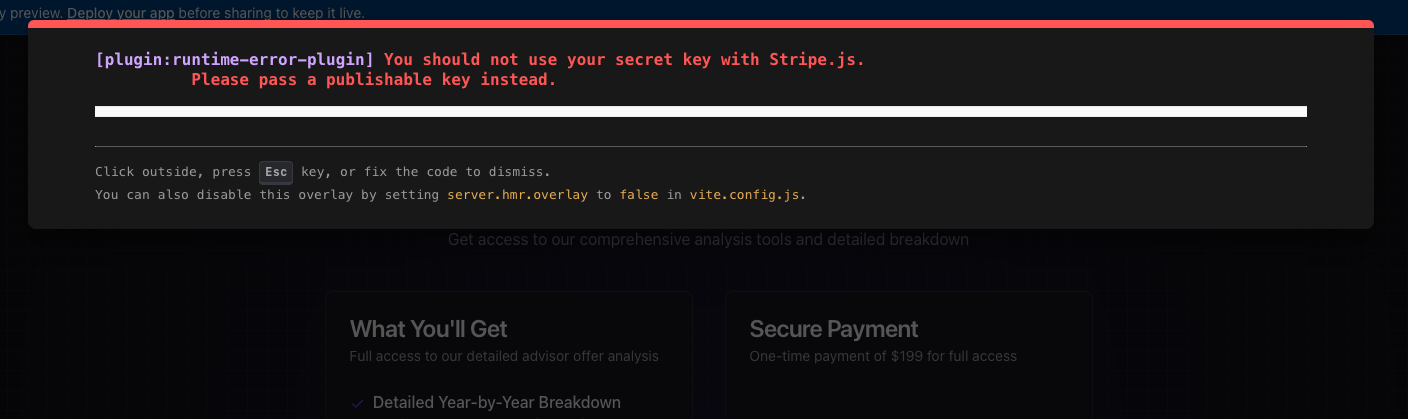 y preview. Deploy your app before sharing to keep it live.
[plugin:runtime-error-plugin] You should not use your secret key with Stripe.js.
Please pass a publishable key instead.
Click outside, press Esc key, or fix the code to dismiss.
You can also disable this overlay by setting server.hmr.overlay to false in vite.config.js.
Get access to our comprehensive analysis tools and detailed breakdown
What You'll Get
Full access to our detailed advisor offer analysis
✓ Detailed Year-by-Year Breakdown
Secure Payment
One-time payment of $199 for full access